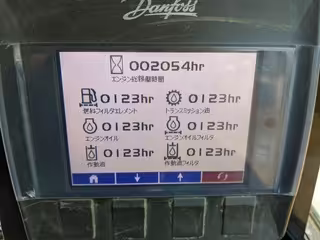 Danfoss
002054hr
エンジン総稼働時間
0123hr 0123hr
燃料フィルタエレメント トランスミッション油
0123hr 0123hr
エンジンオイル エンジンオイルフィルタ
0123hr 0123hr
作動油 作動油フィルタ